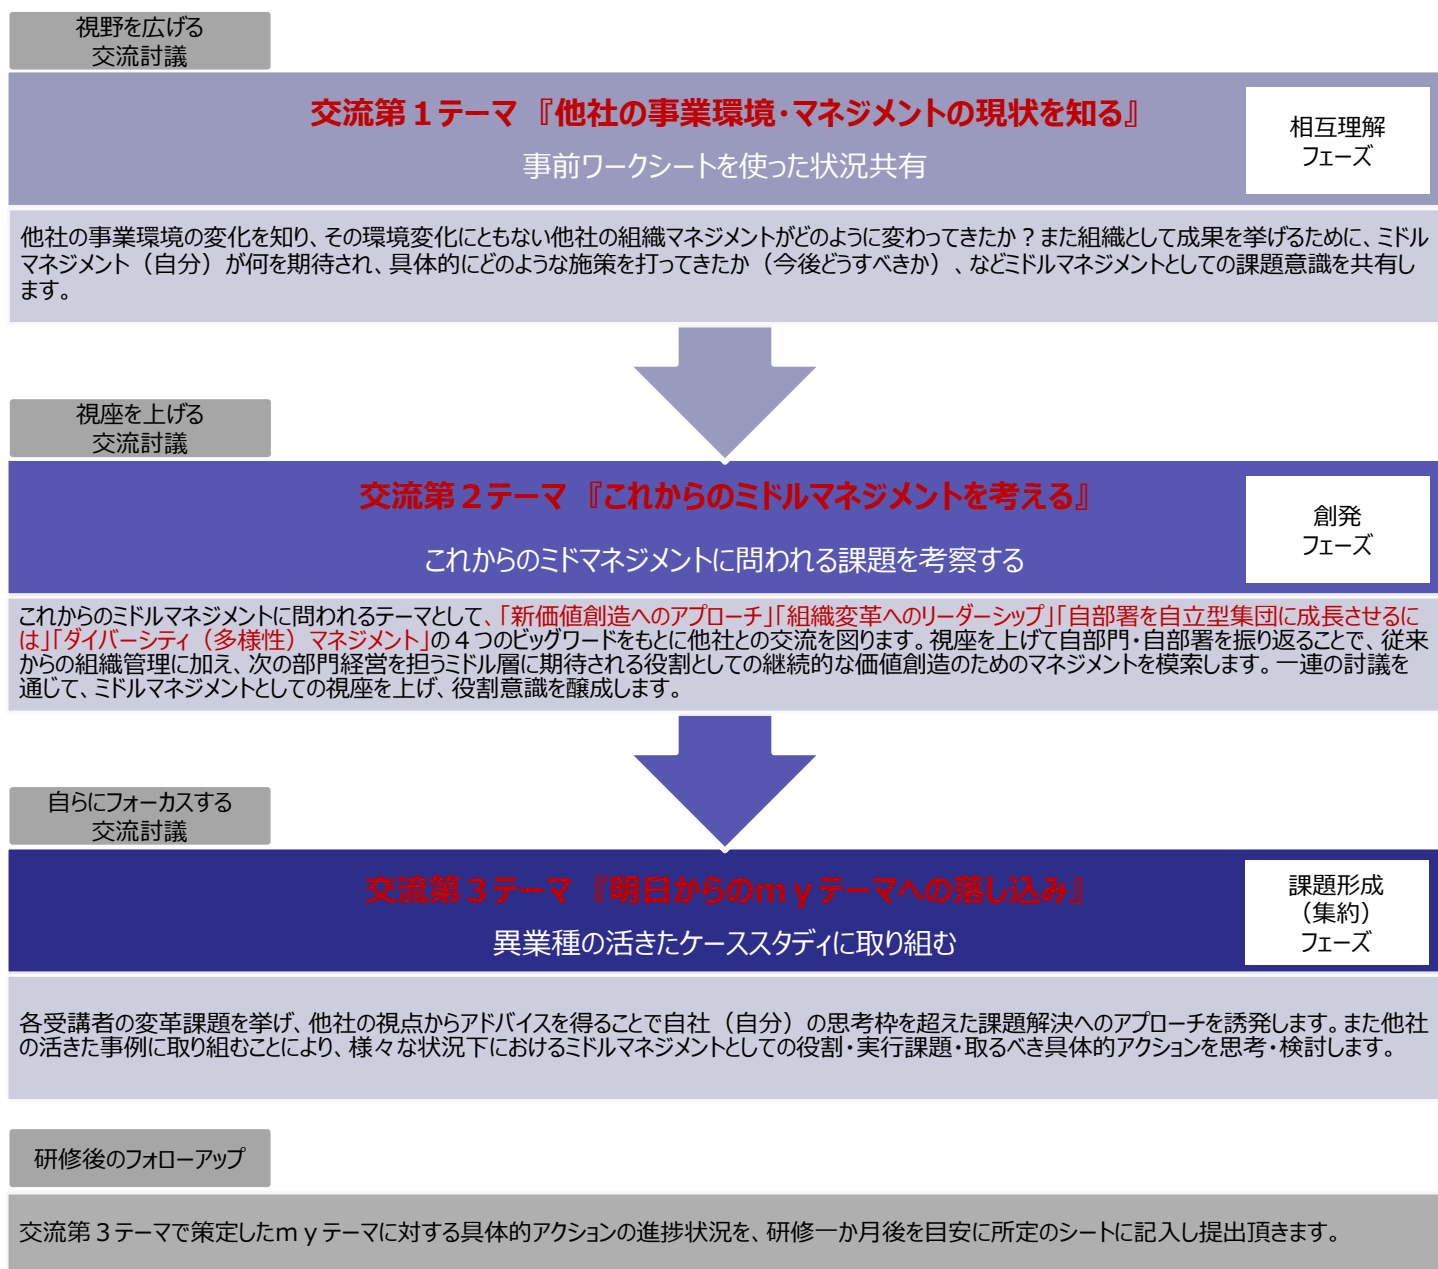 視野を広げる
交流討議
交流第１テーマ『他社の事業環境・マネジメントの現状を知る』
事前ワークシートを使った状況共有
相互理解
フェーズ
他社の事業環境の変化を知り、その環境変化にともない他社の組織マネジメントがどのように変わってきたか？また組織として成果を挙げるために、ミドル
マネジメント（自分）が何を期待され、具体的にどのような施策を打ってきたか（今後どうすべきか）、などミドルマネジメントとしての課題意識を共有し
ます。
視座を上げる
交流討議
交流第２テーマ『これからのミドルマネジメントを考える』
これからのミドマネジメントに問われる課題を考察する
創発
フェーズ
これからのミドルマネジメントに問われるテーマとして、「新価値創造へのアプローチ」「組織変革へのリーダーシップ」「自部署を自立型集団に成長させるに
は」「ダイバーシティ（多様性）マネジメント」の４つのビッグワードをもとに他社との交流を図ります。視座を上げて自部門・自部署を振り返ることで、従来
からの組織管理に加え、次の部門経営を担うミドル層に期待される役割としての継続的な価値創造のためのマネジメントを模索します。一連の討議を
通じて、ミドルマネジメントとしての視座を上げ、役割意識を醸成します。
自らにフォーカスする
交流討議
交流第３テーマ『明日からのｍｙテーマへの落し込み』
異業種の活きたケーススタディに取り組む
課題形成
（集約）
フェーズ
各受講者の変革課題を挙げ、他社の視点からアドバイスを得ることで自社（自分）の思考枠を超えた課題解決へのアプローチを誘発します。また他社
の活きた事例に取り組むことにより、様々な状況下におけるミドルマネジメントとしての役割・実行課題・取るべき具体的アクションを思考・検討します。
研修後のフォローアップ
交流第３テーマで策定したｍｙテーマに対する具体的アクションの進捗状況を、研修一か月後を目安に所定のシートに記入し提出頂きます。